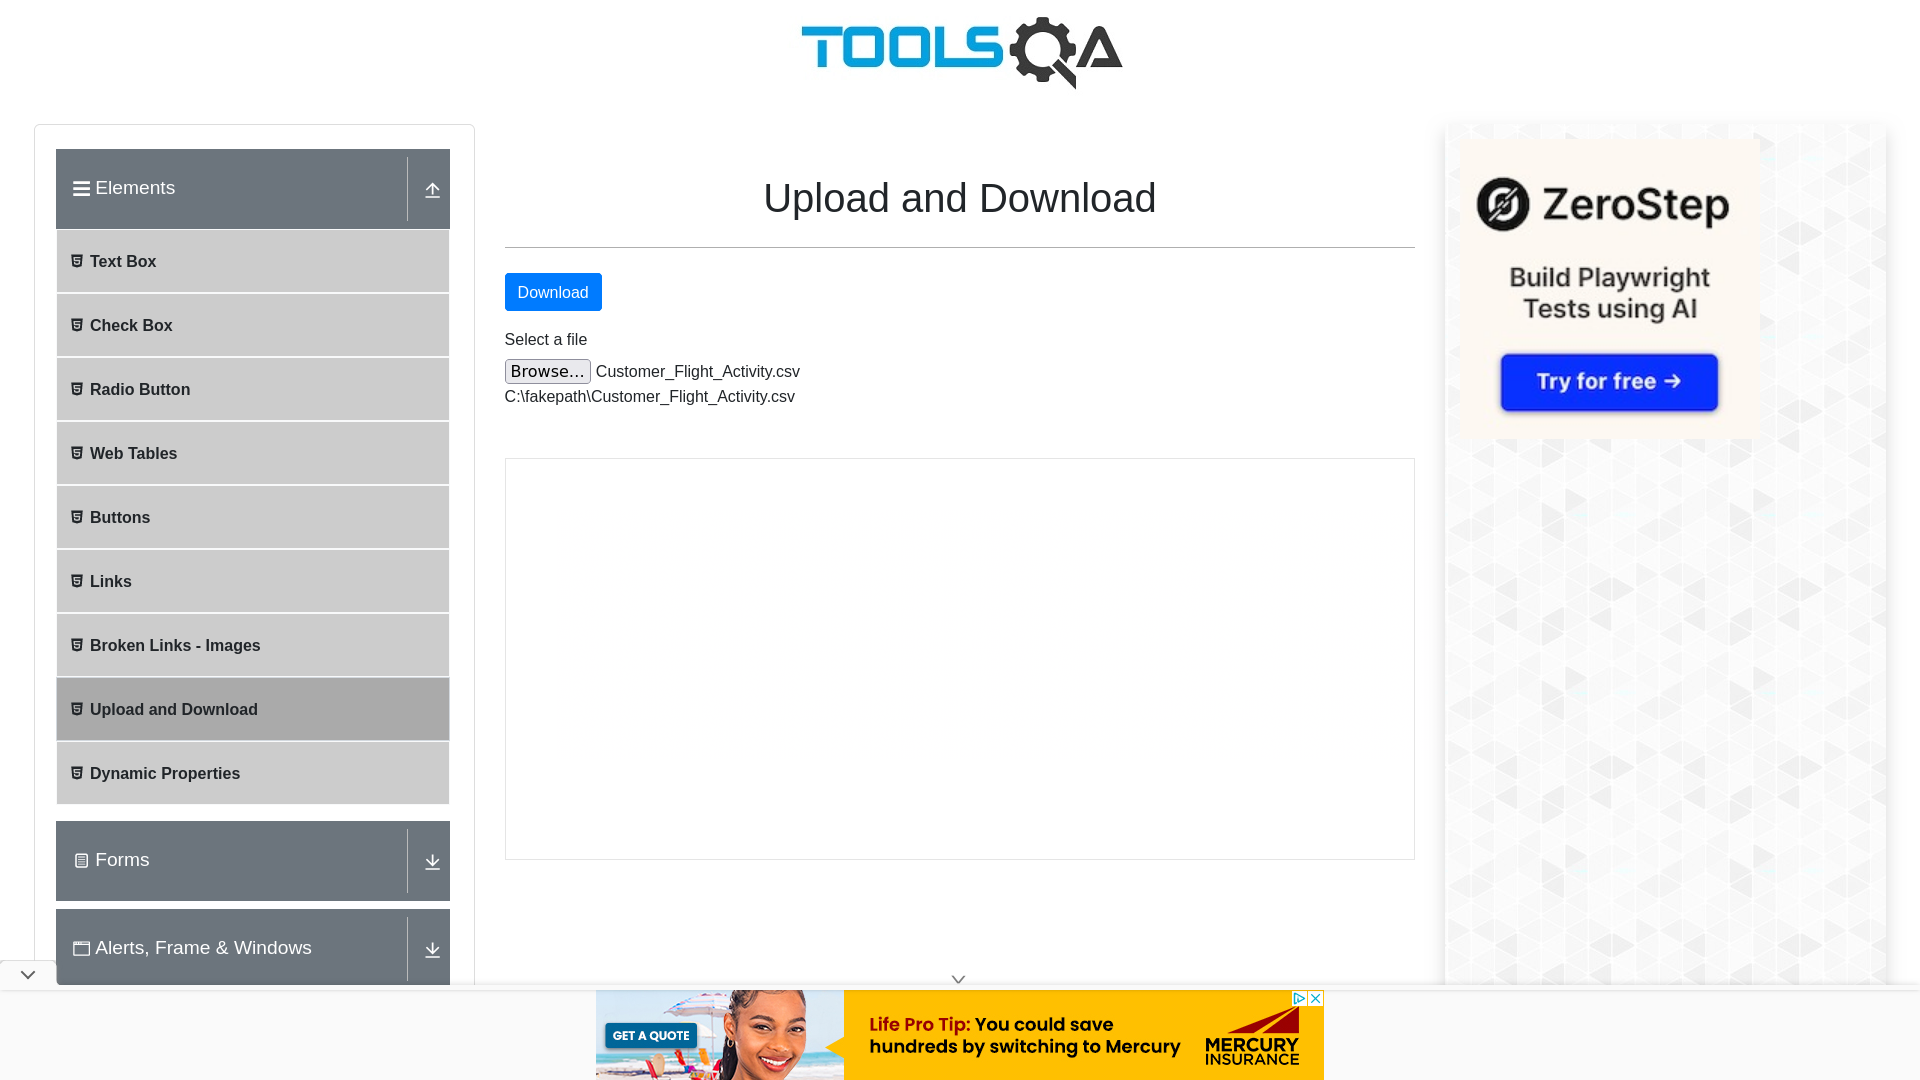 TOOLSQA
Elements
Text Box
Check Box
Radio Button
Web Tables
Buttons
Links
Broken Links - Images
Upload and Download
Dynamic Properties
Forms
Alerts, Frame & Windows
Upload and Download
Download
Select a file
Browse... Customer_Flight_Activity.csv
C:\fakepath\Customer_Flight_Activity.csv
ZeroStep
Build Playwright
Tests using AI
Try for free →
GET A QUOTE
Life Pro Tip: You could save
hundreds by switching to Mercury
MERCURY
INSURANCE